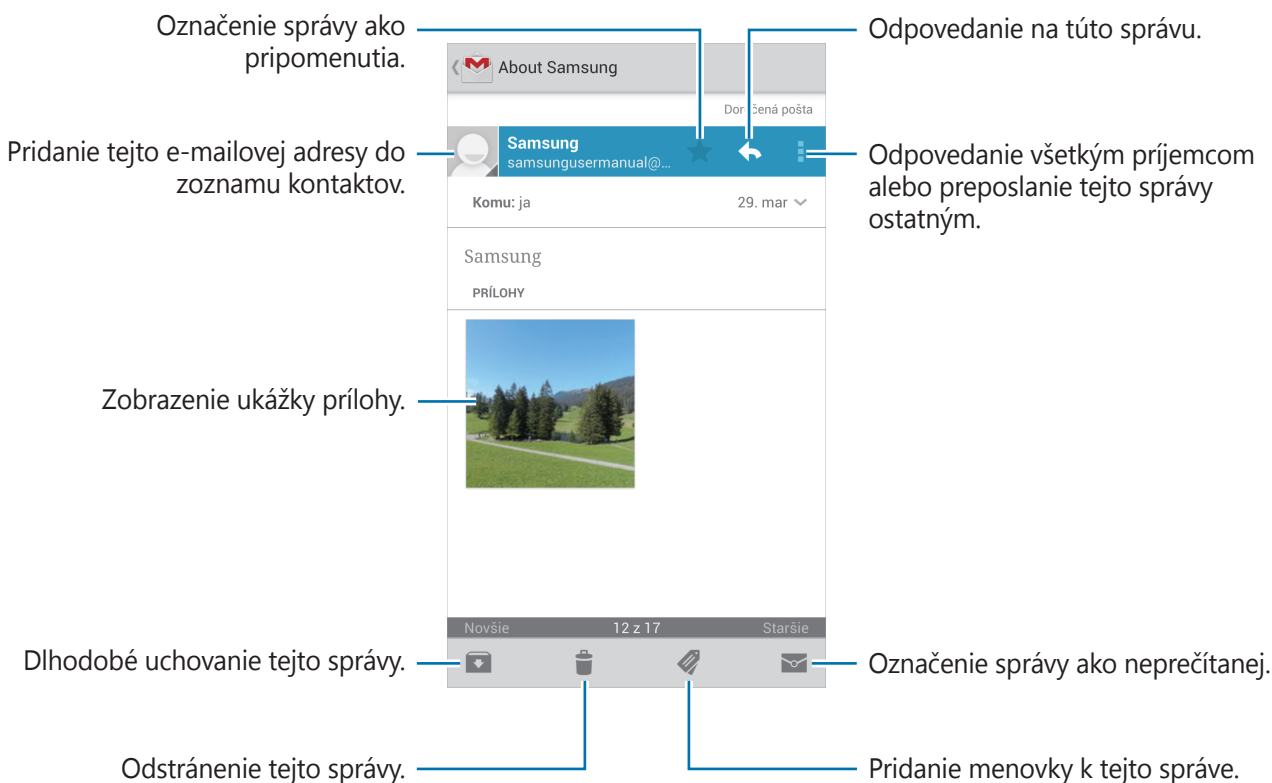 Označenie správy ako
pripomenutia.
Odpovedanie na túto správu.
About Samsung
Doručená pošta
Pridanie tejto e-mailovej adresy do
zoznamu kontaktov.
Samsung
samsungusermanual@...
Odpovedanie všetkým príjemcom
alebo preposlanie tejto správy
ostatným.
Komu: ja
29. mar
Samsung
PRÍLOHY
Zobrazenie ukážky prílohy.
Novšie
12 z 17
Staršie
Dlhodobé uchovanie tejto správy.
Označenie správy ako neprečítanej.
Odstránenie tejto správy.
Pridanie menovky k tejto správe.